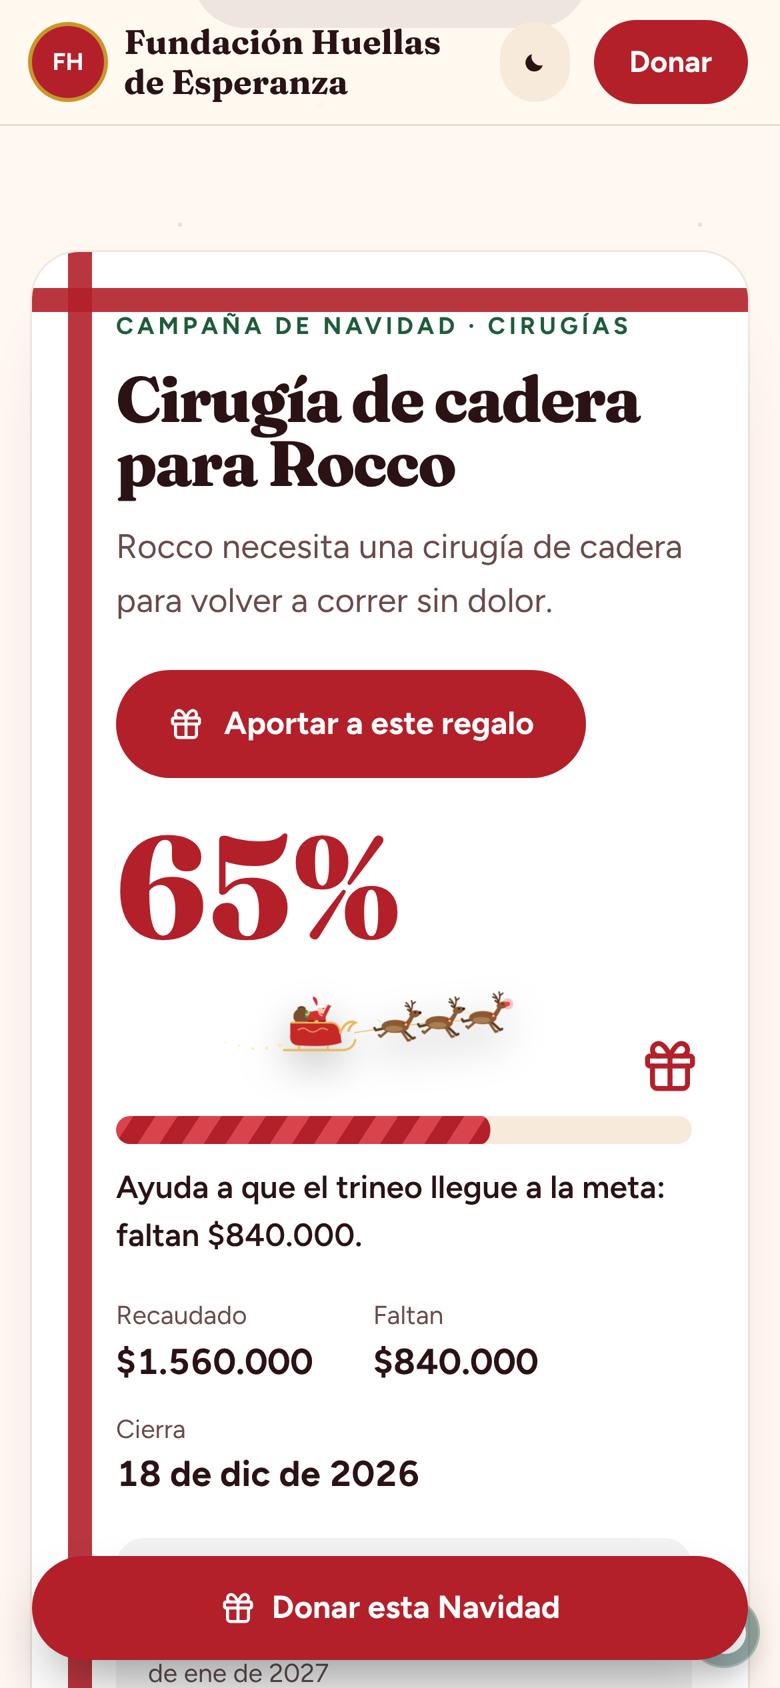 FH
Fundación Huellas
de Esperanza
Donar
CAMPAÑA DE NAVIDAD · CIRUGÍAS
Cirugía de cadera
para Rocco
Rocco necesita una cirugía de cadera
para volver a correr sin dolor.
Aportar a este regalo
65%
Ayuda a que el trineo llegue a la meta:
faltan $840.000.
Recaudado
$1.560.000
Faltan
$840.000
Cierra
18 de dic de 2026
Donar esta Navidad
de ene de 2027